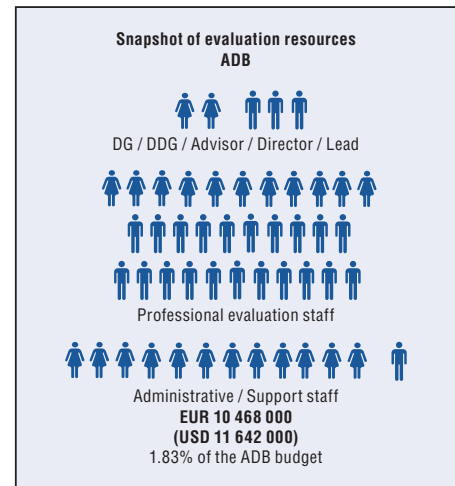 Snapshot of evaluation resources
ADB
DG / DDG / Advisor / Director / Lead
Professional evaluation staff
Administrative / Support staff
EUR 10 468 000
(USD 11 642 000)
1.83% of the ADB budget